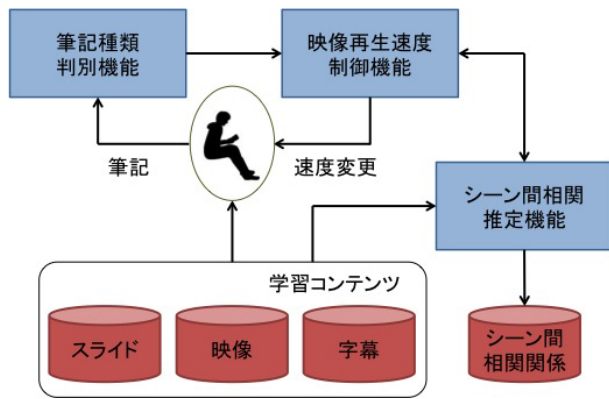 筆記種類
判別機能
映像再生速度
制御機能
筆記
速度変更
シーン間相関
推定機能
学習コンテンツ
スライド
映像
字幕
シーン間
相関関係